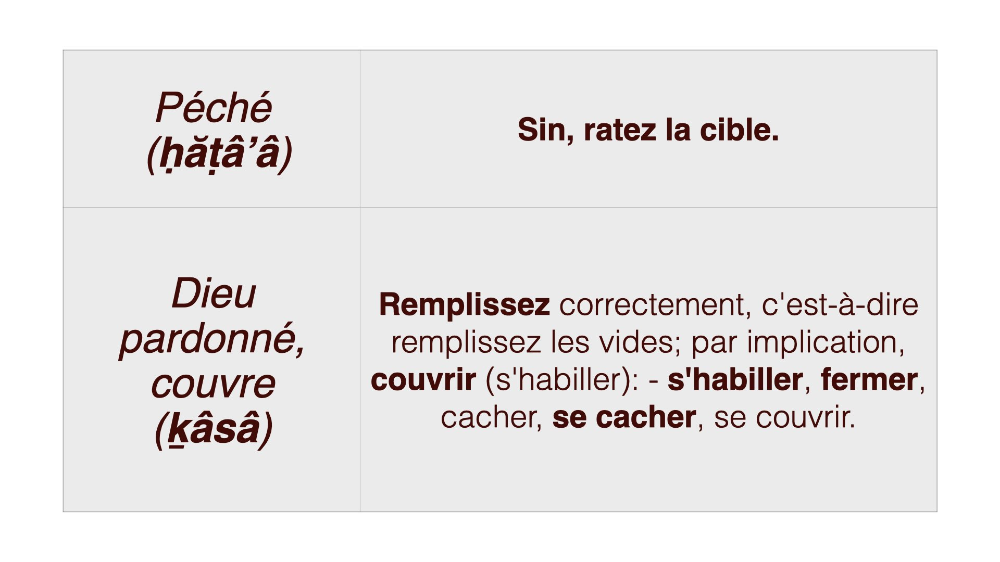 Péché
(ḥăṭâ’â)
Sin, ratez la cible.
Dieu
pardonné,
couvre
(ḵâsâ)
Remplissez correctement, c'est-à-dire
remplissez les vides; par implication,
couvrir (s'habiller): - s'habiller, fermer,
cacher, se cacher, se couvrir.